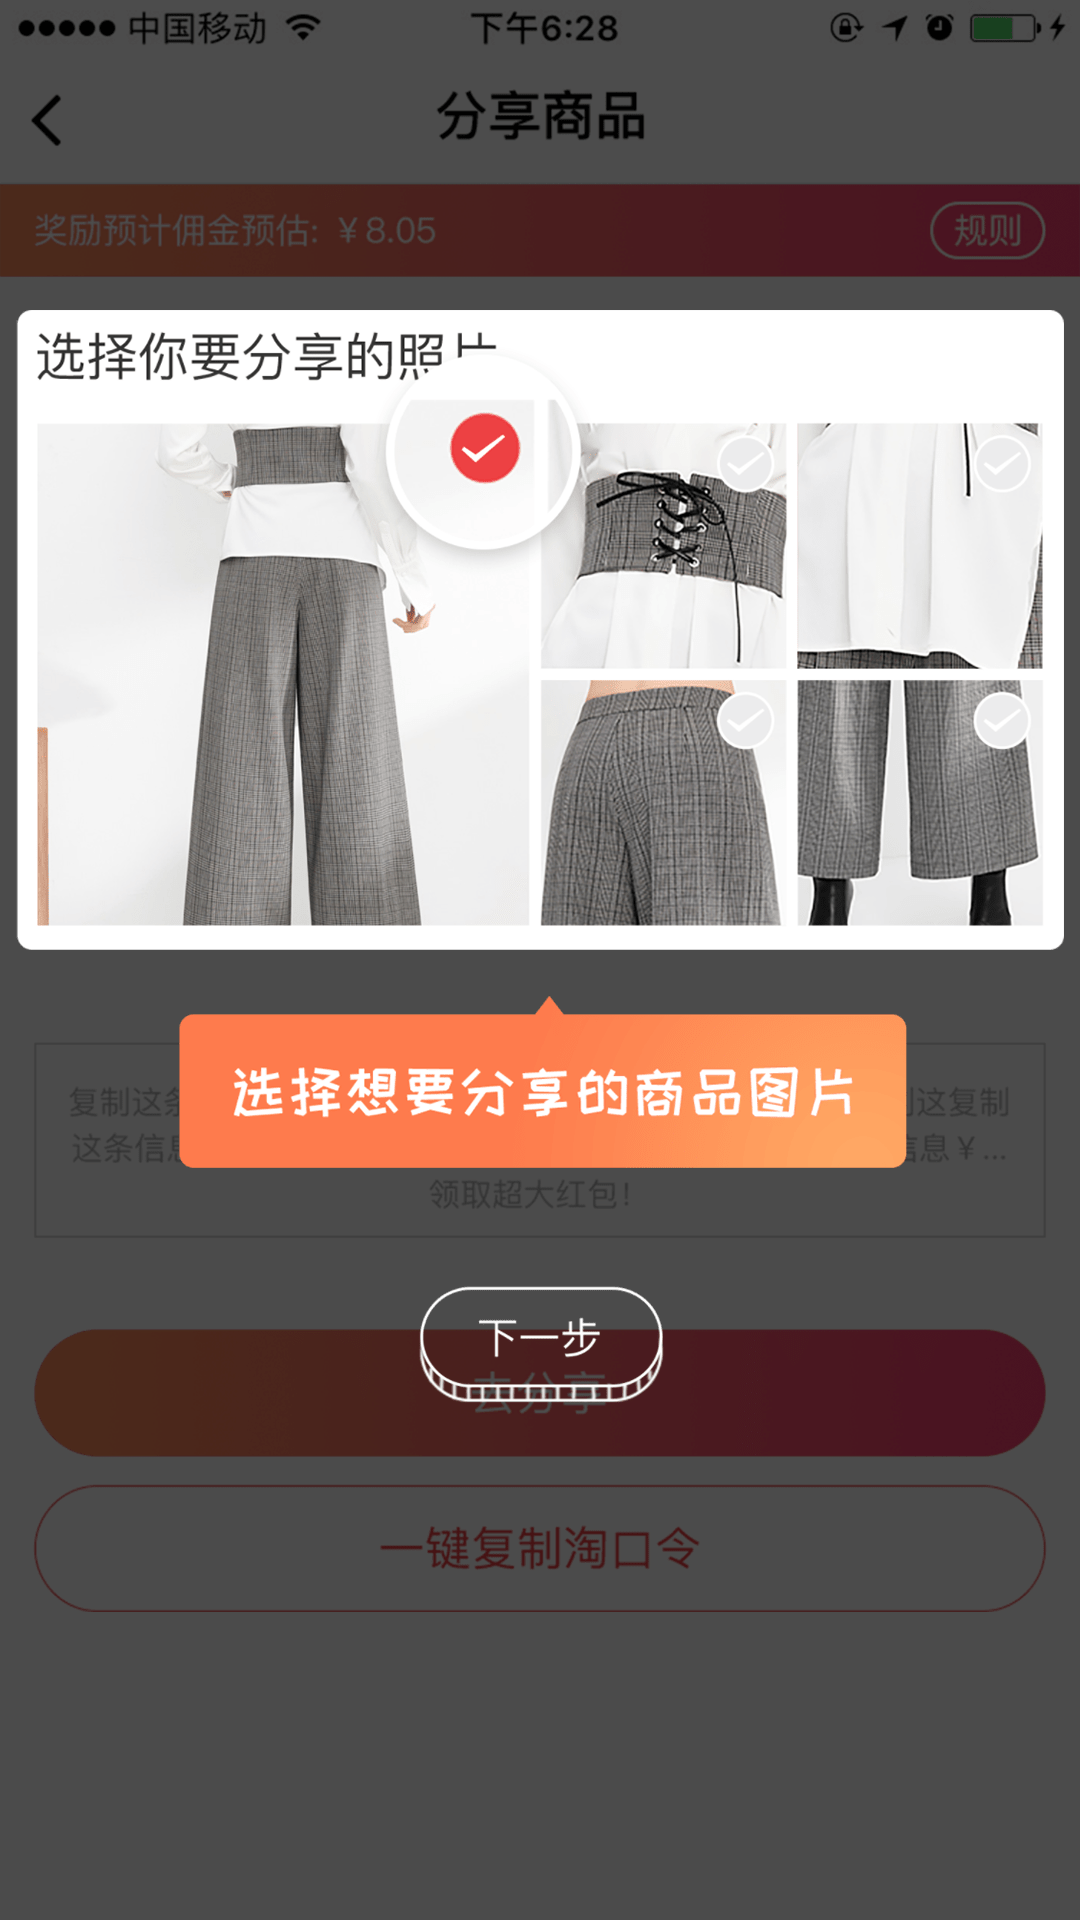 中国移动 下午6:28
分享商品
奖励预计佣金预估: ¥8.05 规则
选择你要分享的照片
选择想要分享的商品图片
复制这条 这复制
这条信息 信息¥...
领取超大红包!
下一步
去分享
一键复制淘口令